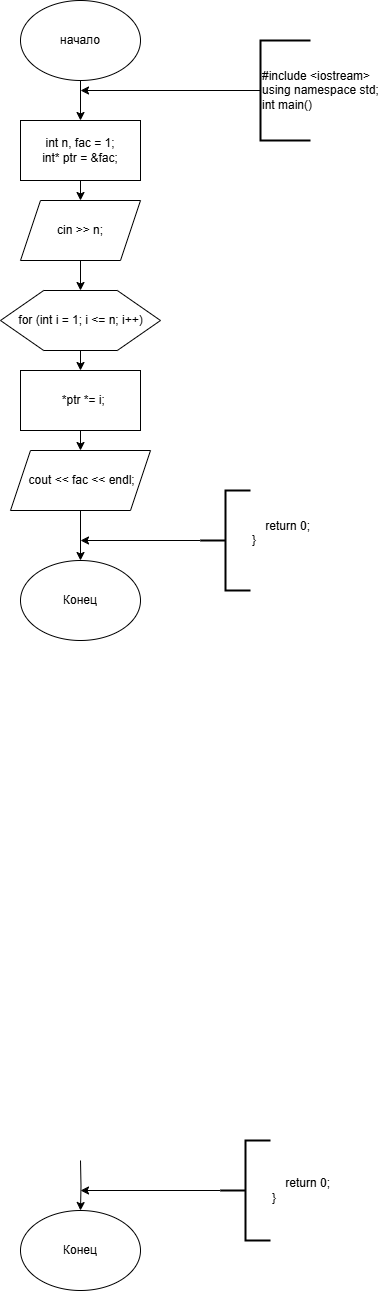 начало
#include <iostream>
using namespace std;
int main()
int n, fac = 1;
int* ptr = &fac;
cin >> n;
for (int i = 1; i <= n; i++)
*ptr *= i;
cout << fac << endl;
return 0;
}
Конец
return 0;
}
Конец